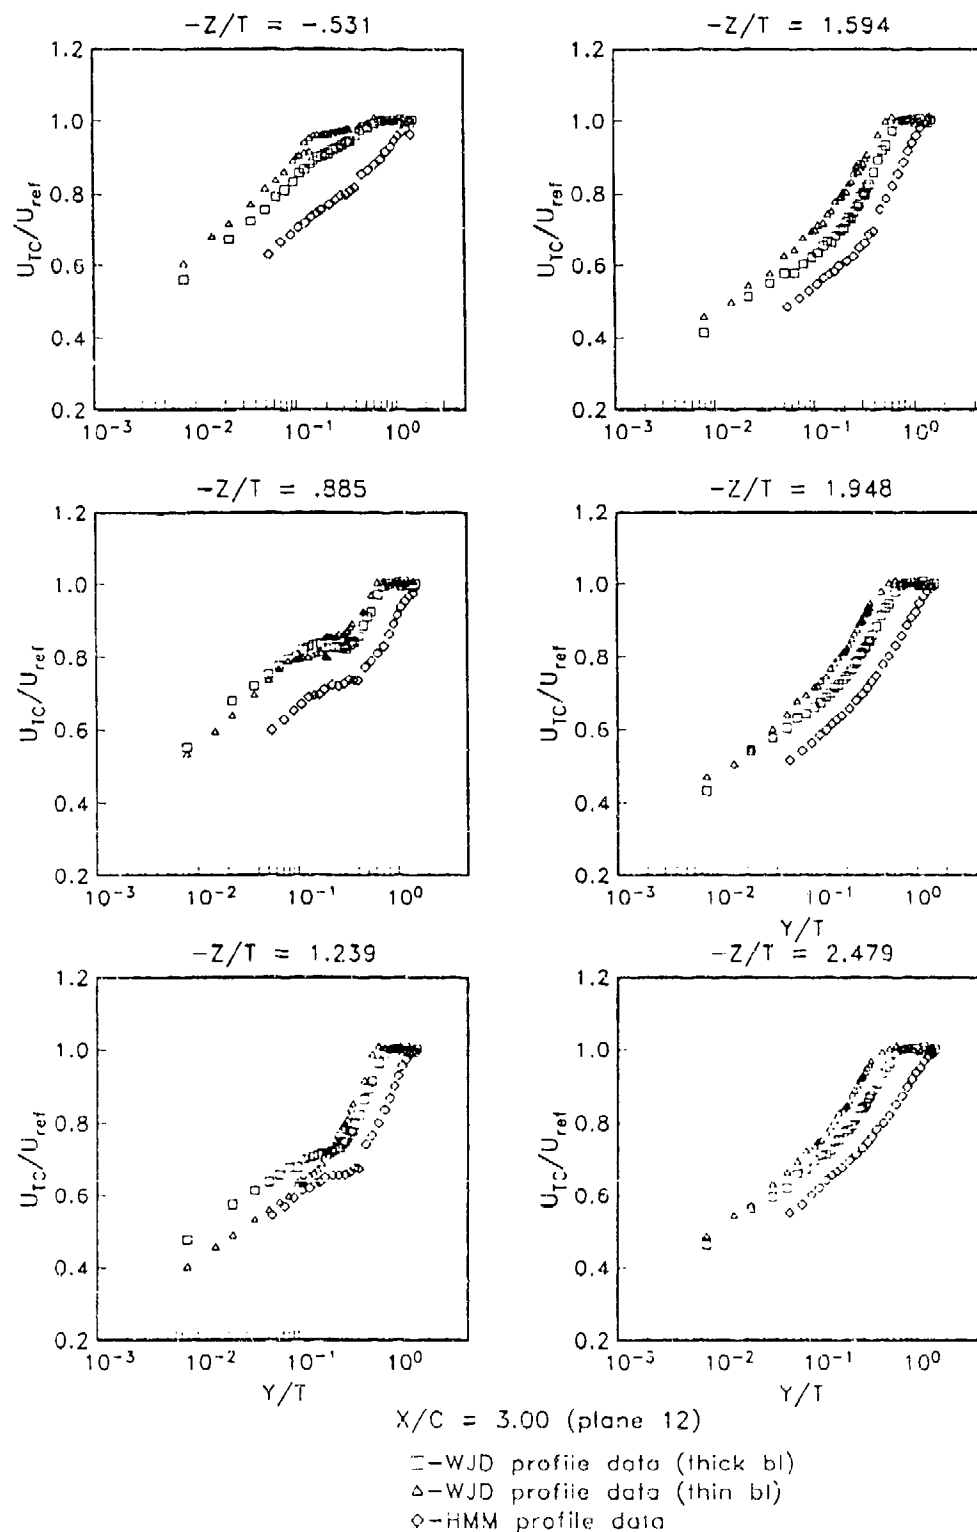 -Z/T = -.531
-Z/T = 1.594
1.2
1.0
0.8
0.6
0.4
0.2
U_TC/U_ref
10^-3 10^-2 10^-1 10^0
1.2
1.0
0.8
0.6
0.4
0.2
U_TC/U_ref
10^-3 10^-2 10^-1 10^0
-Z/T = .885
-Z/T = 1.948
1.2
1.0
0.8
0.6
0.4
0.2
U_TC/U_ref
10^-3 10^-2 10^-1 10^0
1.2
1.0
0.8
0.6
0.4
0.2
U_TC/U_ref
10^-3 10^-2 10^-1 10^0
Y/T
-Z/T = 1.239
-Z/T = 2.479
1.2
1.0
0.8
0.6
0.4
0.2
U_TC/U_ref
10^-3 10^-2 10^-1 10^0
Y/T
1.2
1.0
0.8
0.6
0.4
0.2
U_TC/U_ref
10^-3 10^-2 10^-1 10^0
Y/T
X/C = 3.00 (plane 12)
□-WJD profile data (thick bl)
△-WJD profile data (thin bl)
◇-HMM profile data